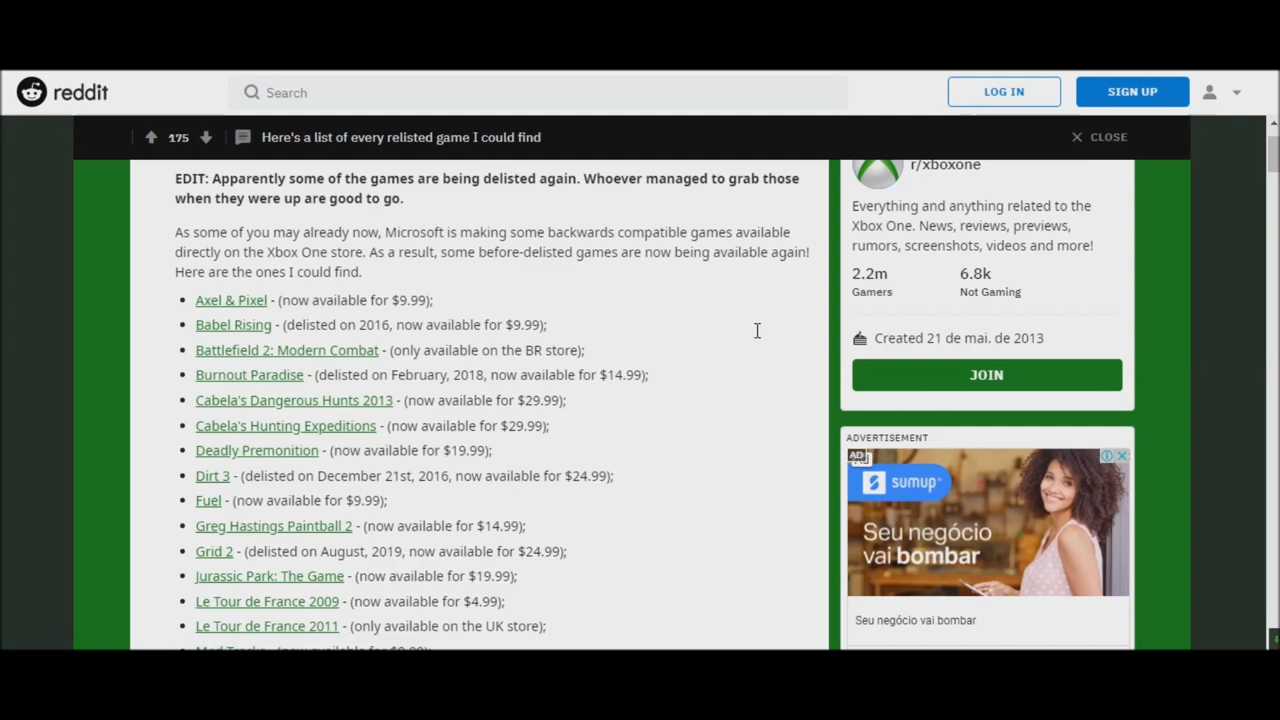 reddit
Search
LOG IN
SIGN UP
175
Here's a list of every relisted game I could find
CLOSE
EDIT: Apparently some of the games are being delisted again. Whoever managed to grab those
when they were up are good to go.
As some of you may already now, Microsoft is making some backwards compatible games available
directly on the Xbox One store. As a result, some before-delisted games are now being available again!
Here are the ones I could find.
Axel & Pixel - (now available for $9.99);
Babel Rising - (delisted on 2016, now available for $9.99);
Battlefield 2: Modern Combat - (only available on the BR store);
Burnout Paradise - (delisted on February, 2018, now available for $14.99);
Cabela's Dangerous Hunts 2013 - (now available for $29.99);
Cabela's Hunting Expeditions - (now available for $29.99);
Deadly Premonition - (now available for $19.99);
Dirt 3 - (delisted on December 21st, 2016, now available for $24.99);
Fuel - (now available for $9.99);
Greg Hastings Paintball 2 - (now available for $14.99);
Grid 2 - (delisted on August, 2019, now available for $24.99);
Jurassic Park: The Game - (now available for $19.99);
Le Tour de France 2009 - (now available for $4.99);
Le Tour de France 2011 - (only available on the UK store);
r/xboxone
Everything and anything related to the
Xbox One. News, reviews, previews,
rumors, screenshots, videos and more!
2.2m 6.8k
Gamers Not Gaming
Created 21 de mai. de 2013
JOIN
ADVERTISEMENT
AD
sumup
Seu negócio
vai bombar
Seu negócio vai bombar